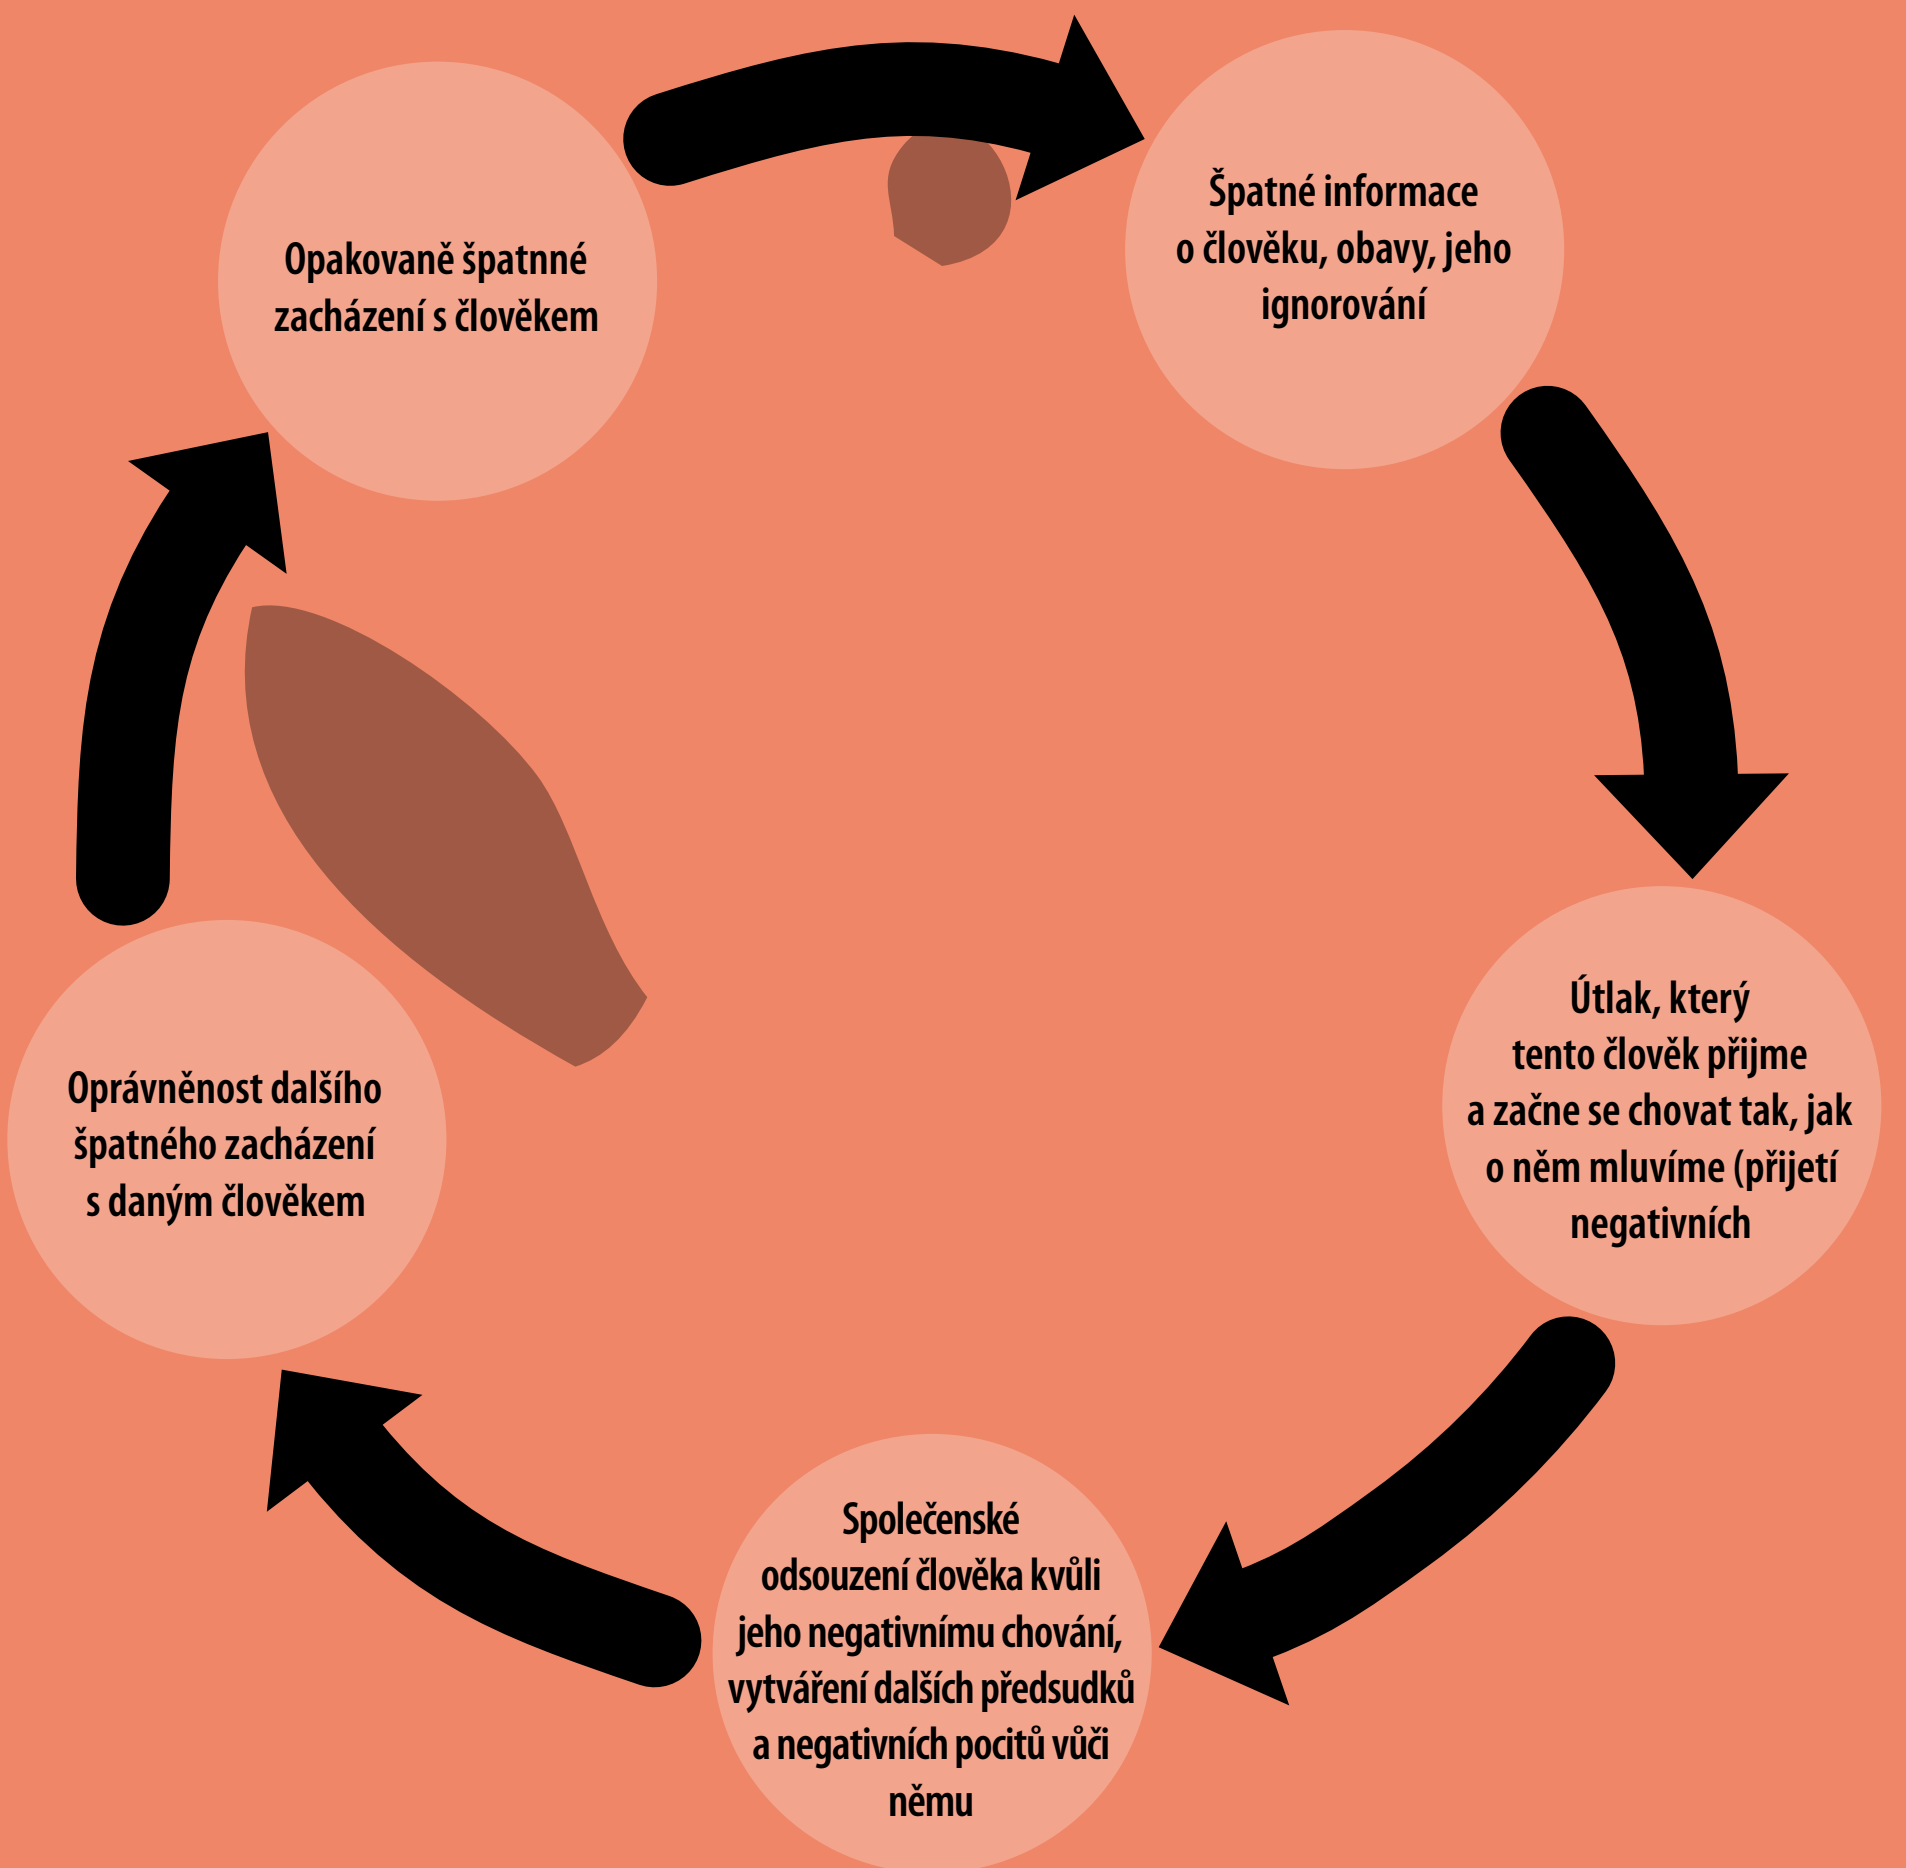 Opakovaně špatnné
zacházení s člověkem
Špatné informace
o člověku, obavy, jeho
ignorování
Útlak, který
tento člověk přijme
a začne se chovat tak, jak
o něm mluvíme (přijetí
negativních
Společenské
odsouzení člověka kvůli
jeho negativnímu chování,
vytváření dalších předsudků
a negativních pocitů vůči
němu
Oprávněnost dalšího
špatného zacházení
s daným člověkem